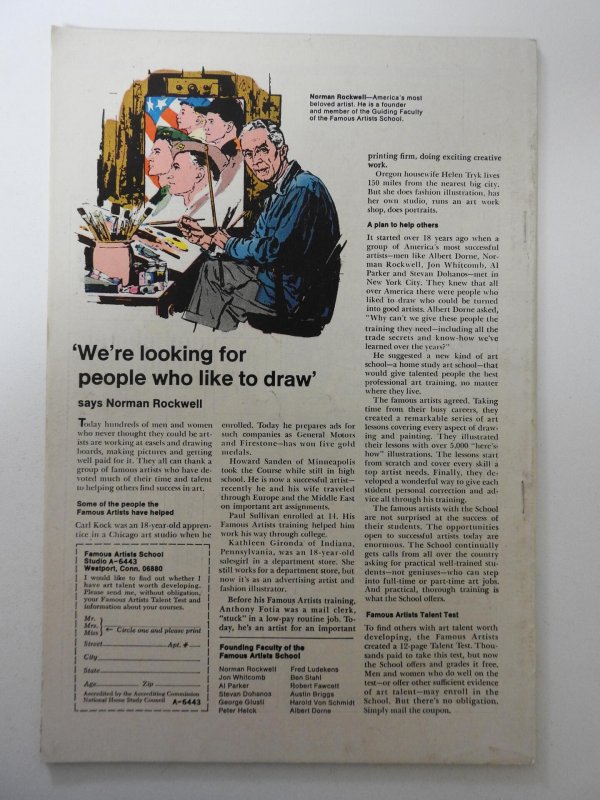 Norman Rockwell—America's most
beloved artist. He is a founder
and member of the Guiding Faculty
of the Famous Artists School.
'We're looking for
people who like to draw'
says Norman Rockwell
Today hundreds of men and women
who never thought they could be art-
ists are working at easels and drawing
boards, making pictures and getting
well paid for it. They all can thank a
group of famous artists who have de-
voted much of their time and talent
to helping others find success in art.
Some of the people the
Famous Artists have helped
Carl Kock was an 18-year-old appren-
tice in a Chicago art studio when he
enrolled. Today he prepares ads for
such companies as General Motors
and Firestone—has won five gold
medals.
Howard Sanden of Minneapolis
took the Course while still in high
school. He is now a successful artist—
recently he and his wife traveled
through Europe and the Middle East
on important art assignments.
Paul Sullivan enrolled at 14. His
Famous Artists training helped him
work his way through college.
Kathleen Gironda of Indiana,
Pennsylvania, was an 18-year-old
salesgirl in a department store. She
still works for a department store, but
now it's as an advertising artist and
fashion illustrator.
Before his Famous Artists training,
Anthony Fotia was a mail clerk,
"stuck" in a low-pay routine job. To-
day, he's an artist for an important
printing firm, doing exciting creative
work.
Oregon housewife Helen Tryk lives
150 miles from the nearest big city.
But she does fashion illustration, has
her own studio, runs an art work
shop, does portraits.
A plan to help others
It started over 18 years ago when a
group of America's most successful
artists—men like Albert Dorne, Nor-
man Rockwell, Jon Whitcomb, Al
Parker and Stevan Dohanos—met in
New York City. They knew that all
over America there were people who
liked to draw who could be turned
into good artists. Albert Dorne asked,
"Why can't we give these people the
training they need—including all the
trade secrets and know-how we've
learned over the years?"
He suggested a new kind of art
school—a home study art school—that
would give talented people the best
professional art training, no matter
where they live.
The famous artists agreed. Taking
time from their busy careers, they
created a remarkable series of art
lessons covering every aspect of draw-
ing and painting. They illustrated
their lessons with over 5,000 "here's
how" illustrations. The lessons start
from scratch and cover every skill a
top artist needs. Finally, they de-
veloped a wonderful way to give each
student personal correction and ad-
vice all through his training.
The famous artists with the School
are not surprised at the success of
their students. The opportunities
open to successful artists today are
enormous. The School continually
gets calls from all over the country
asking for practical well-trained stu-
dents—not geniuses—who can step
into full-time or part-time art jobs.
And practical, thorough training is
what the School offers.
Famous Artists Talent Test
To find others with art talent worth
developing, the Famous Artists
created a 12-page Talent Test. Thou-
sands paid to take this test, but now
the School offers and grades it free.
Men and women who do well on the
test—or offer other sufficient evidence
of art talent—may enroll in the
School. But there's no obligation.
Simply mail the coupon.
Famous Artists School
Studio A-6443
Westport, Conn. 06880
I would like to find out whether I
have art talent worth developing.
Please send me, without obligation,
your Famous Artists Talent Test and
information about your courses.
Mr.
Mrs.
Miss ← Circle one and please print
Street Apt. #
City
State
Age Zip
Accredited by the Accrediting Commission
National Home Study Council A-6443
Founding Faculty of the
Famous Artists School
Norman Rockwell
Jon Whitcomb
Al Parker
Stevan Dohanos
George Giusti
Peter Helck
Fred Ludekens
Ben Stahl
Robert Fawcett
Austin Briggs
Harold Von Schmidt
Albert Dorne